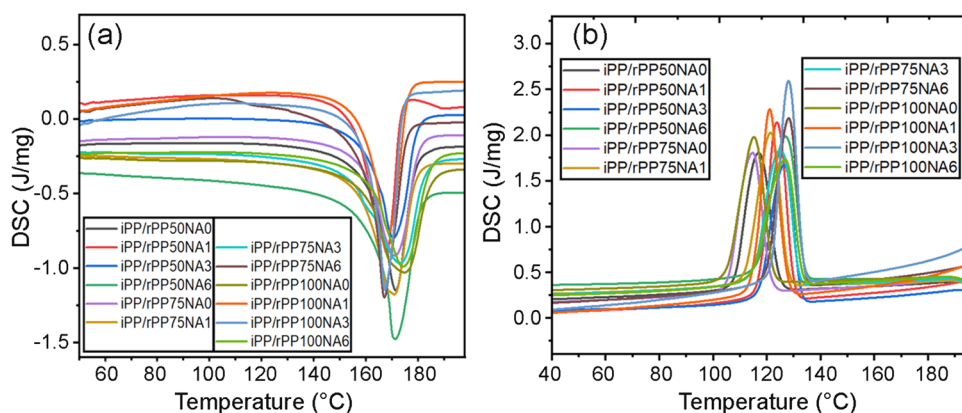 (a)
DSC (J/mg)
0.5
0.0
-0.5
-1.0
-1.5
iPP/rPP50NA0
iPP/rPP50NA1
iPP/rPP50NA3
iPP/rPP50NA6
iPP/rPP75NA0
iPP/rPP75NA1
iPP/rPP75NA3
iPP/rPP75NA6
iPP/rPP100NA0
iPP/rPP100NA1
iPP/rPP100NA3
iPP/rPP100NA6
60 80 100 120 140 160 180
Temperature (°C)
(b)
DSC (J/mg)
3.0
2.5
2.0
1.5
1.0
0.5
0.0
iPP/rPP50NA0
iPP/rPP50NA1
iPP/rPP50NA3
iPP/rPP50NA6
iPP/rPP75NA0
iPP/rPP75NA1
iPP/rPP75NA3
iPP/rPP75NA6
iPP/rPP100NA0
iPP/rPP100NA1
iPP/rPP100NA3
iPP/rPP100NA6
40 60 80 100 120 140 160 180
Temperature (°C)